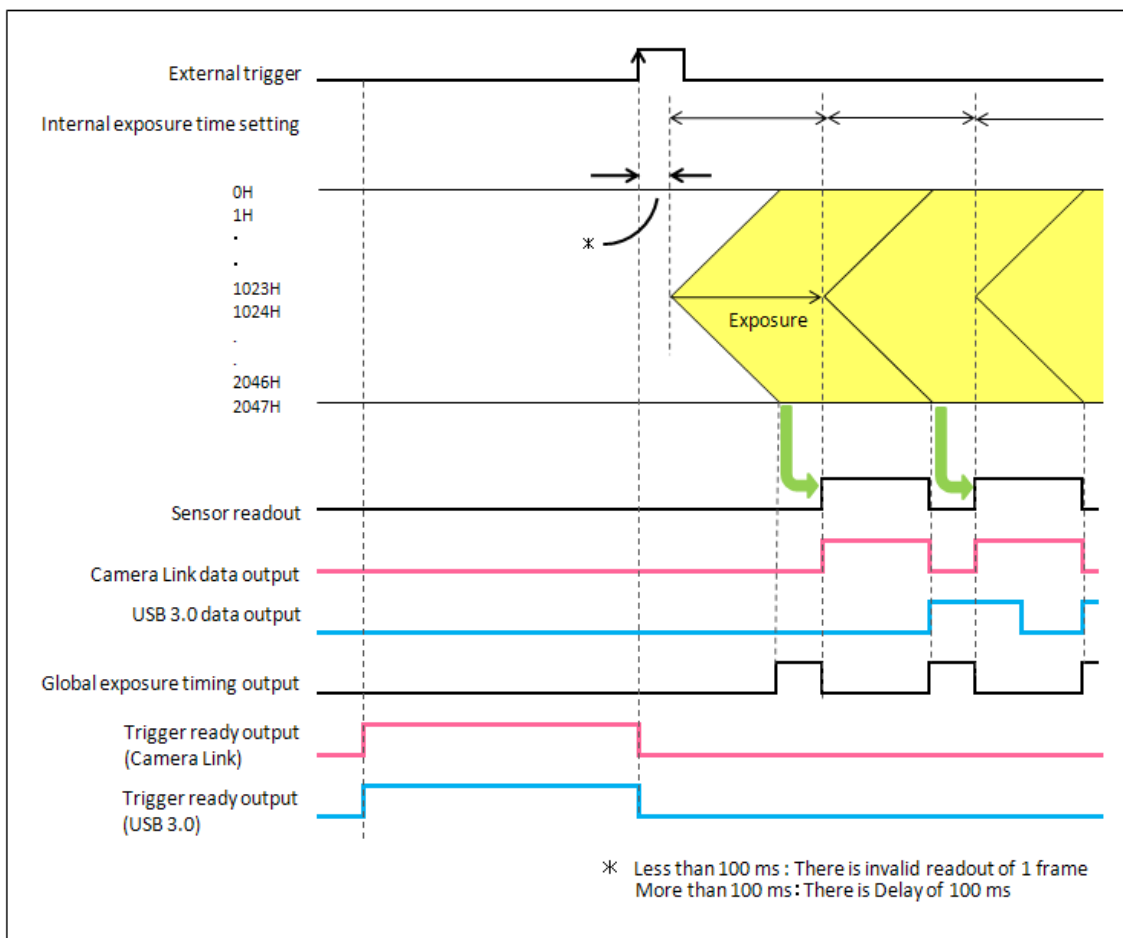 External trigger
Internal exposure time setting
0H
1H
.
.
1023H
1024H
.
.
2046H
2047H
*
Exposure
Sensor readout
Camera Link data output
USB 3.0 data output
Global exposure timing output
Trigger ready output
(Camera Link)
Trigger ready output
(USB 3.0)
* Less than 100 ms : There is invalid readout of 1 frame
More than 100 ms : There is Delay of 100 ms